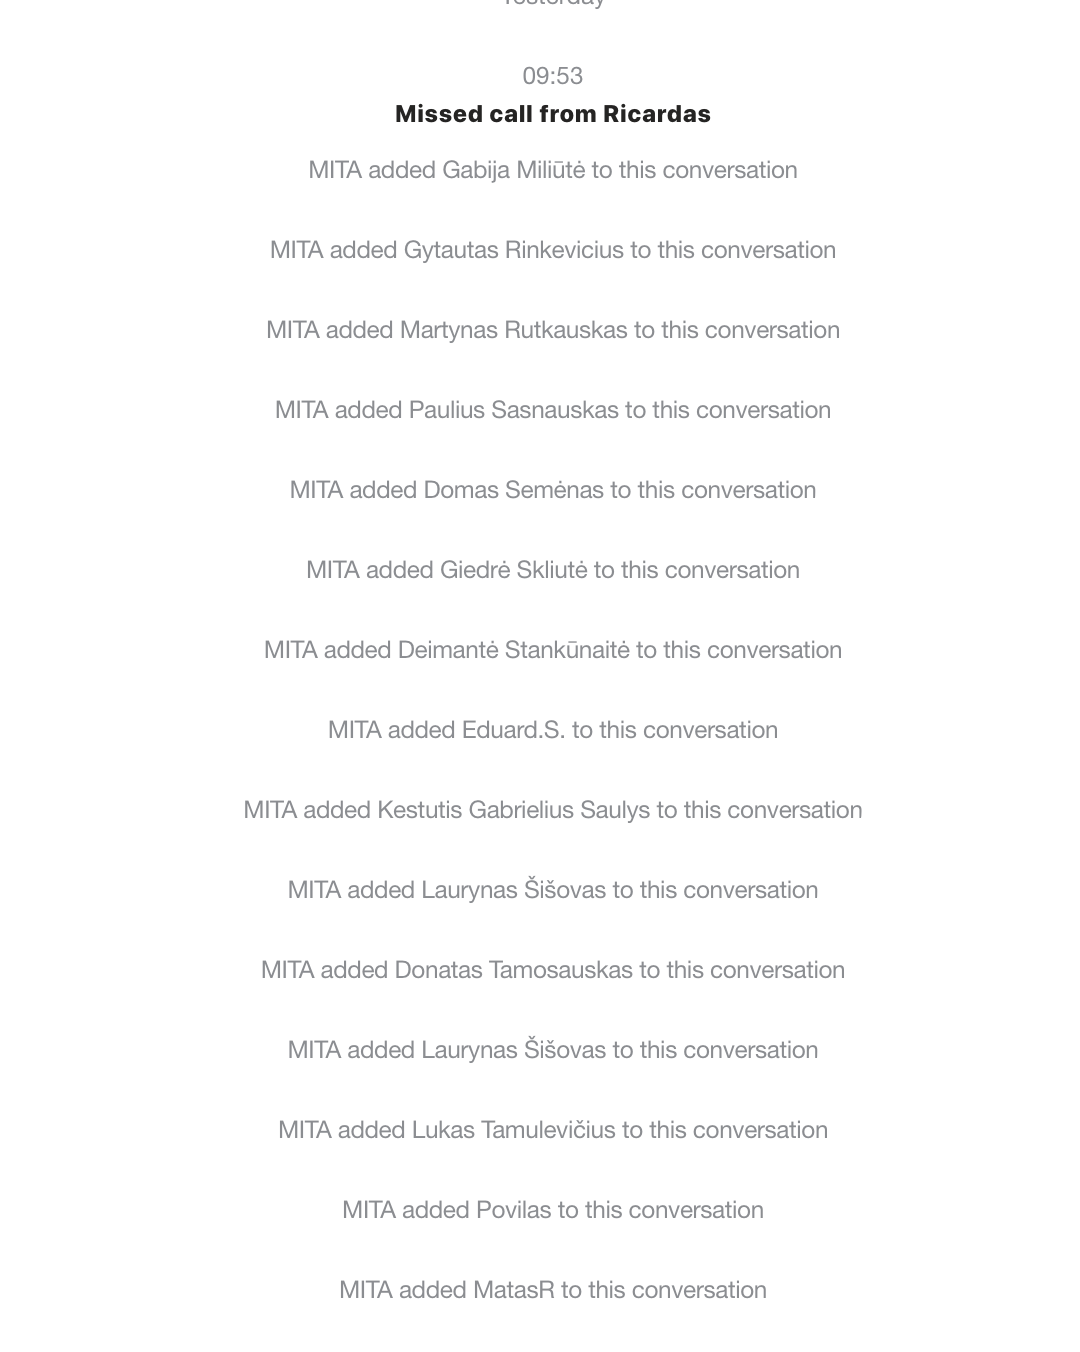 Yesterday
09:53
Missed call from Ricardas
MITA added Gabija Miliūtė to this conversation
MITA added Gytautas Rinkevicius to this conversation
MITA added Martynas Rutkauskas to this conversation
MITA added Paulius Sasnauskas to this conversation
MITA added Domas Semėnas to this conversation
MITA added Giedrė Skliutė to this conversation
MITA added Deimantė Stankūnaitė to this conversation
MITA added Eduard.S. to this conversation
MITA added Kestutis Gabrielius Saulys to this conversation
MITA added Laurynas Šišovas to this conversation
MITA added Donatas Tamosauskas to this conversation
MITA added Laurynas Šišovas to this conversation
MITA added Lukas Tamulevičius to this conversation
MITA added Povilas to this conversation
MITA added MatasR to this conversation